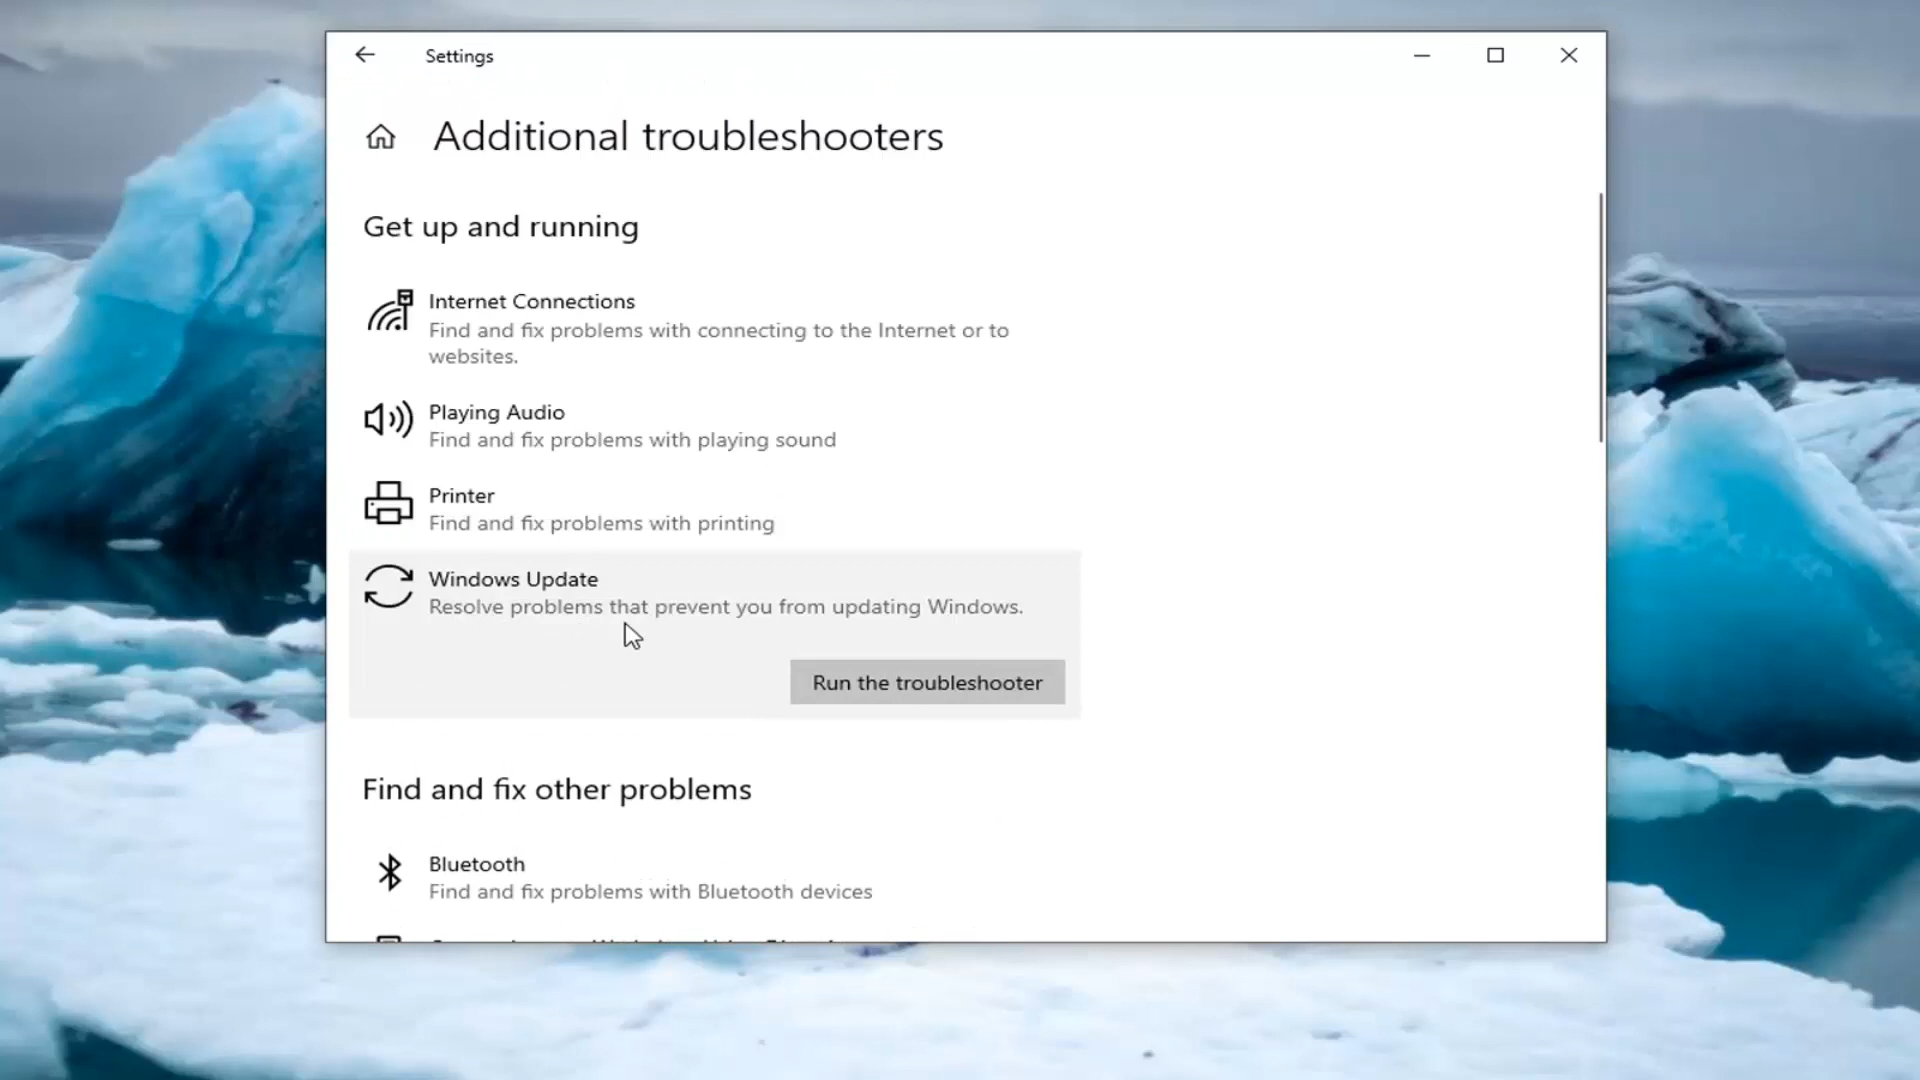 Settings
Additional troubleshooters
Get up and running
Internet Connections
Find and fix problems with connecting to the Internet or to
websites.
Playing Audio
Find and fix problems with playing sound
Printer
Find and fix problems with printing
Windows Update
Resolve problems that prevent you from updating Windows.
Run the troubleshooter
Find and fix other problems
Bluetooth
Find and fix problems with Bluetooth devices